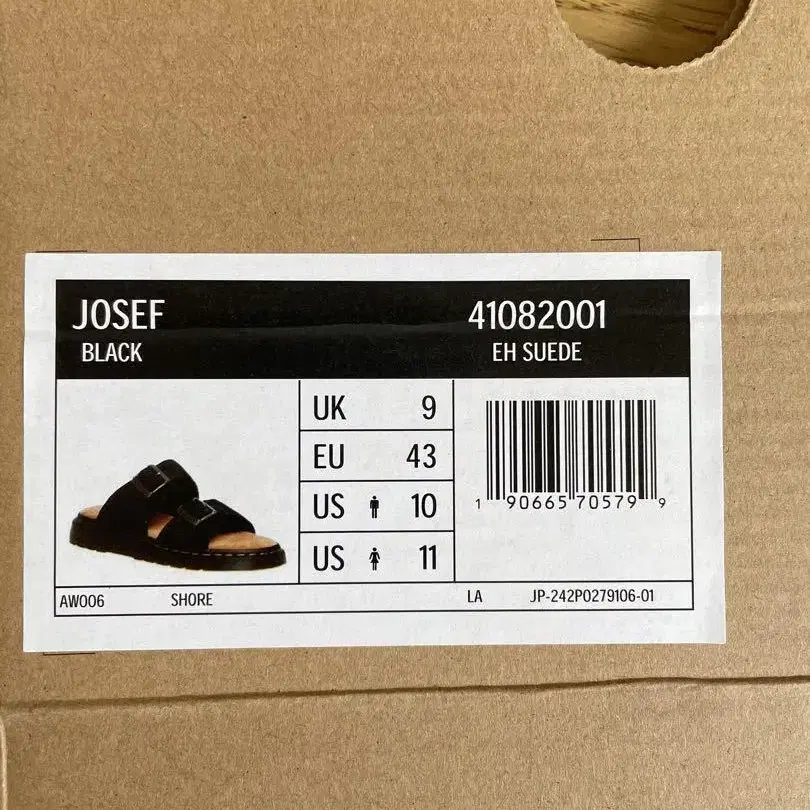 JOSEF 41082001
BLACK EH SUEDE
UK 9
EU 43
US 10
US 11
1 90665 70579 9
AW006 SHORE LA JP-242P0279106-01